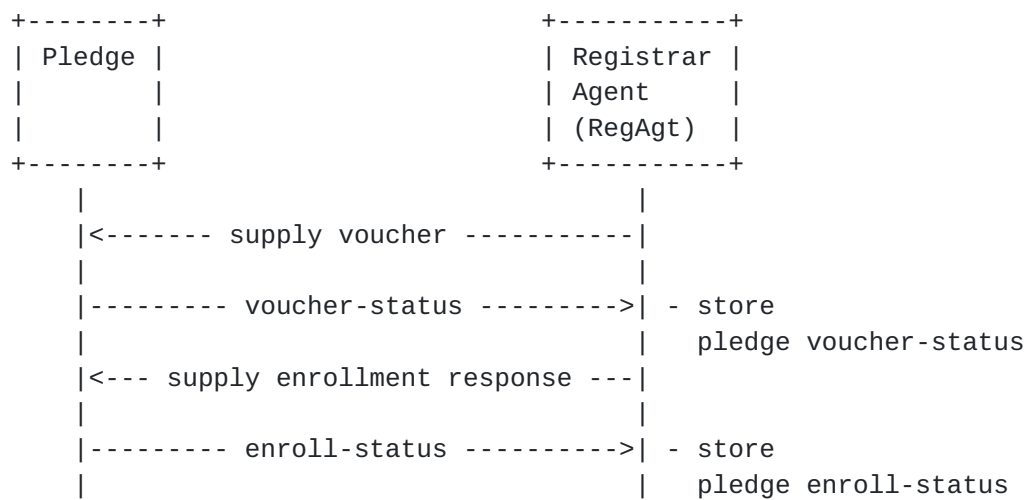 +--------+                        +-----------+
| Pledge |                        | Registrar |
|        |                        | Agent     |
|        |                        | (RegAgt)  |
+--------+                        +-----------+
    |                                   |
    |<------- supply voucher -----------|
    |                                   |
    |--------- voucher-status --------->| - store
    |                                   |   pledge voucher-status
    |<--- supply enrollment response ---|
    |                                   |
    |--------- enroll-status ---------->| - store
    |                                   |   pledge enroll-status